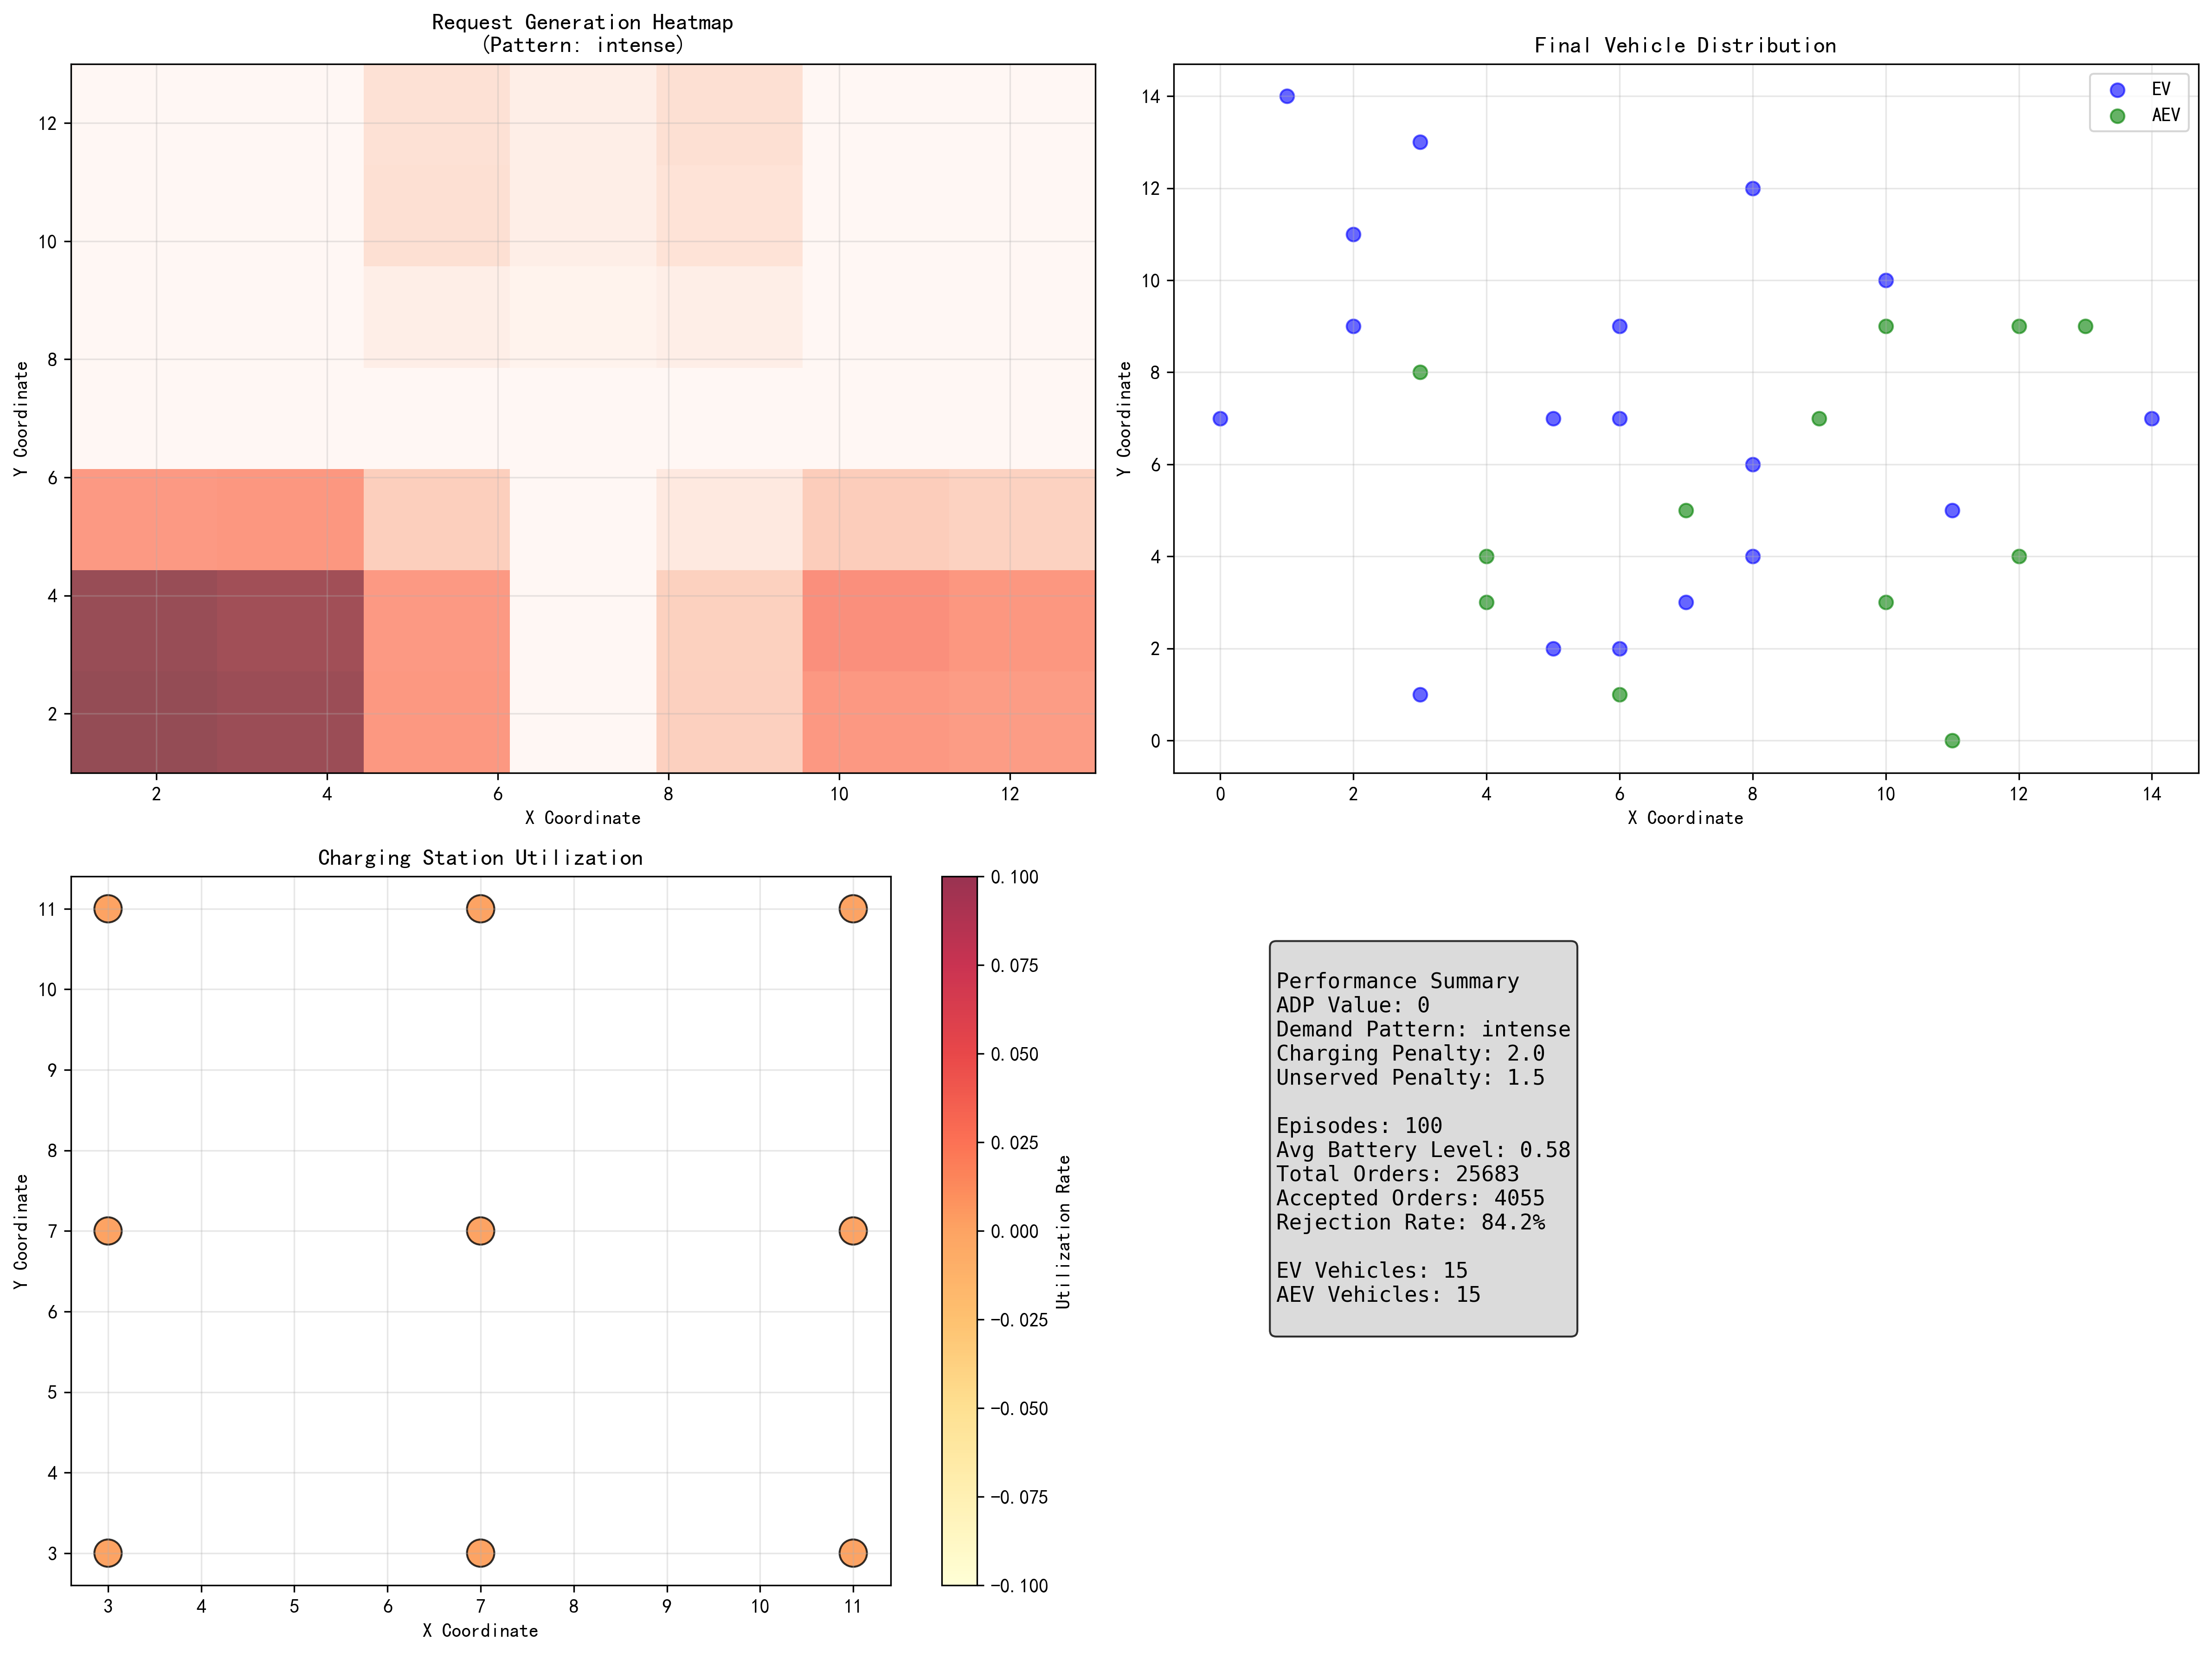 Request Generation Heatmap
(Pattern: intense)
12
10
8
6
4
2
Y Coordinate
2 4 6 8 10 12
X Coordinate
Final Vehicle Distribution
EV
AEV
14
12
10
8
6
4
2
0
Y Coordinate
0 2 4 6 8 10 12 14
X Coordinate
Charging Station Utilization
11
10
9
8
7
6
5
4
3
Y Coordinate
3 4 5 6 7 8 9 10 11
X Coordinate
0.100
0.075
0.050
0.025
0.000
−0.025
−0.050
−0.075
−0.100
Utilization Rate
Performance Summary
ADP Value: 0
Demand Pattern: intense
Charging Penalty: 2.0
Unserved Penalty: 1.5
Episodes: 100
Avg Battery Level: 0.58
Total Orders: 25683
Accepted Orders: 4055
Rejection Rate: 84.2%
EV Vehicles: 15
AEV Vehicles: 15